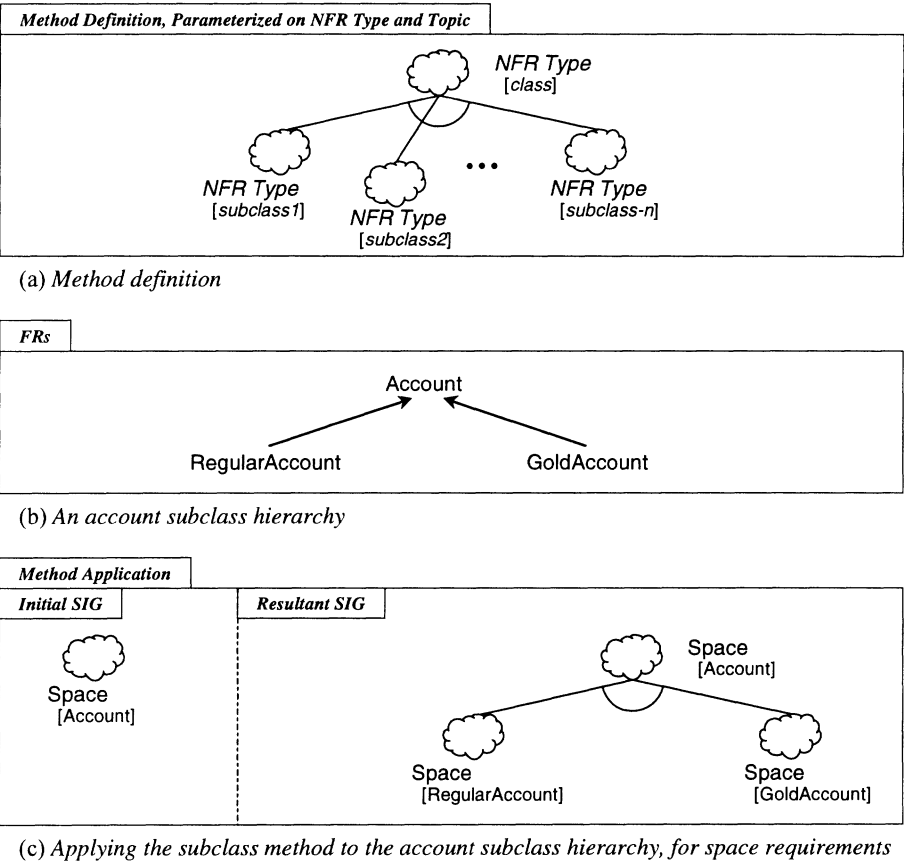 Method Definition, Parameterized on NFR Type and Topic
NFR Type
[class]
NFR Type
[subclass1]
NFR Type
[subclass2]
•••
NFR Type
[subclass-n]
(a) Method definition
FRs
Account
RegularAccount
GoldAccount
(b) An account subclass hierarchy
Method Application
Initial SIG
Space
[Account]
Resultant SIG
Space
[Account]
Space
[RegularAccount]
Space
[GoldAccount]
(c) Applying the subclass method to the account subclass hierarchy, for space requirements